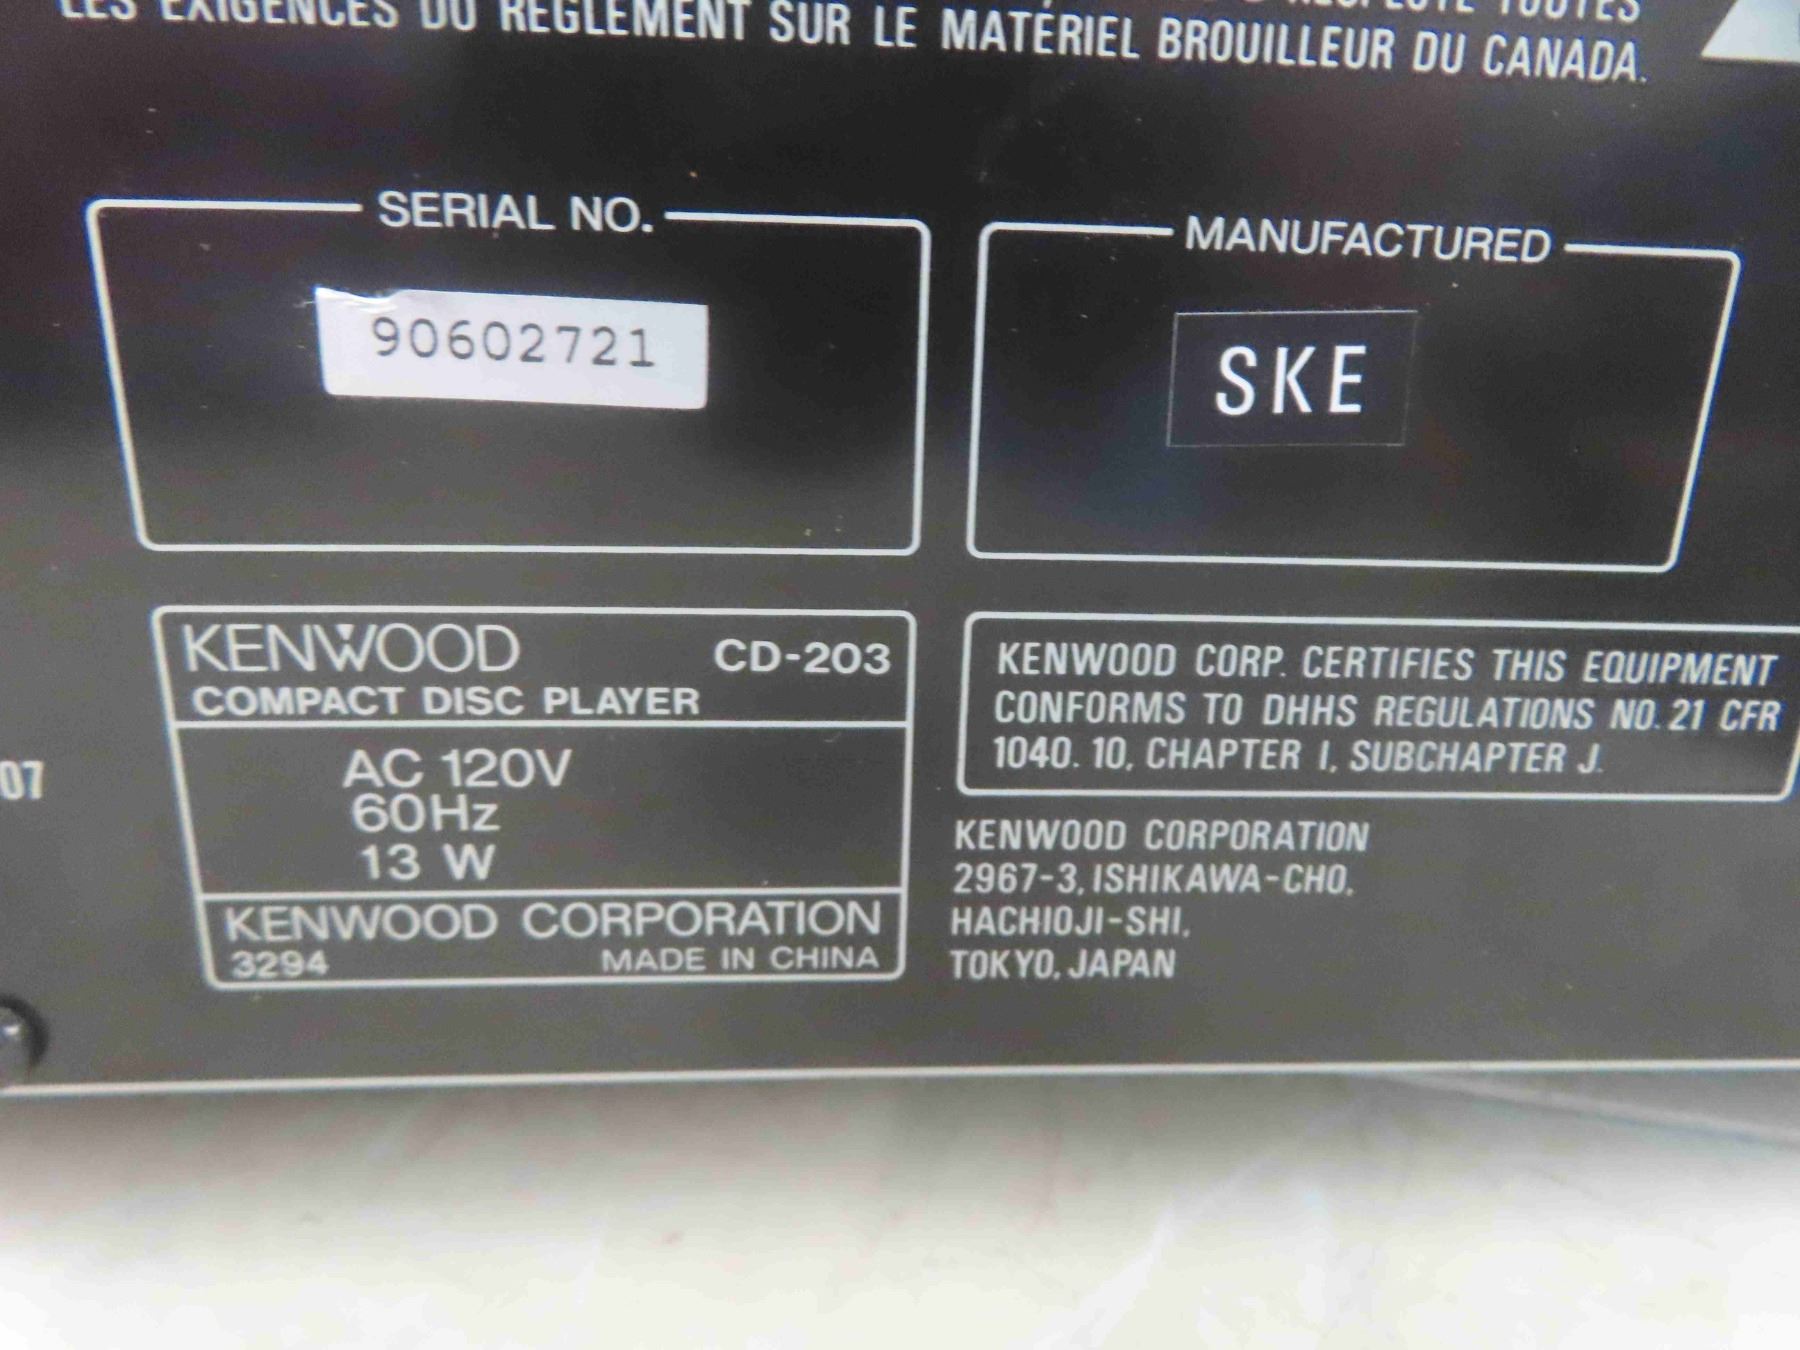 LES EXIGENCES DU RÈGLEMENT SUR LE MATÉRIEL BROUILLEUR DU CANADA.
SERIAL NO.
90602721
MANUFACTURED
SKE
KENWOOD CD-203
COMPACT DISC PLAYER
AC 120V
60Hz
13 W
KENWOOD CORPORATION
3294 MADE IN CHINA
KENWOOD CORP. CERTIFIES THIS EQUIPMENT
CONFORMS TO DHHS REGULATIONS NO. 21 CFR
1040. 10, CHAPTER I, SUBCHAPTER J.
KENWOOD CORPORATION
2967-3, ISHIKAWA-CHO,
HACHIOJI-SHI,
TOKYO, JAPAN
07